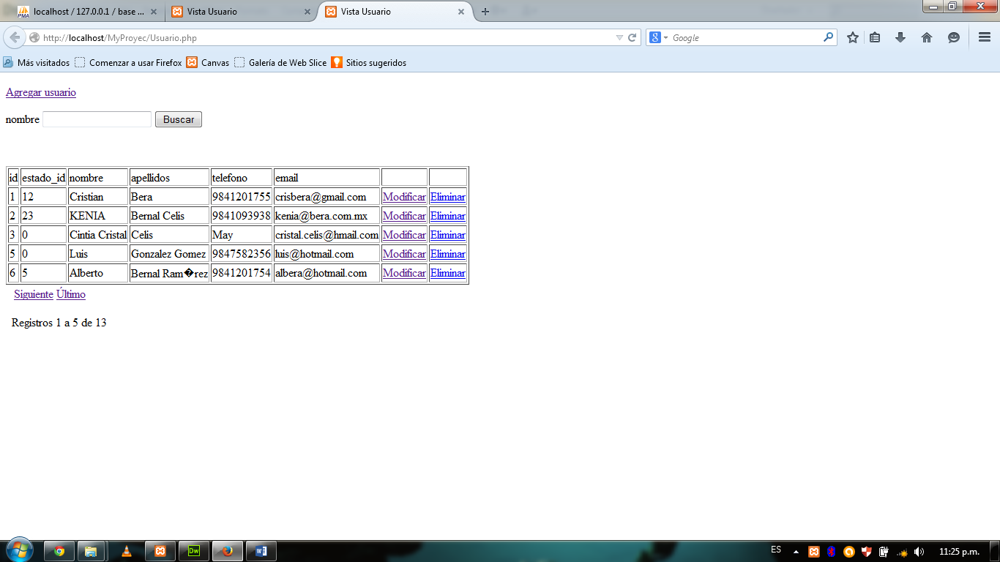 localhost / 127.0.0.1 / base ...
Vista Usuario
Vista Usuario
http://localhost/MyProyec/Usuario.php
Google
Más visitados Comenzar a usar Firefox Canvas Galería de Web Slice Sitios sugeridos
Agregar usuario
nombre Buscar
id estado_id nombre apellidos telefono email
1 12 Cristian Bera 9841201755 crisbera@gmail.com Modificar Eliminar
2 23 KENIA Bernal Celis 9841093938 kenia@bera.com.mx Modificar Eliminar
3 0 Cintia Cristal Celis May cristal.celis@hmail.com Modificar Eliminar
5 0 Luis Gonzalez Gomez 9847582356 luis@hotmail.com Modificar Eliminar
6 5 Alberto Bernal Ram�rez 9841201754 albera@hotmail.com Modificar Eliminar
Siguiente Último
Registros 1 a 5 de 13
ES 11:25 p.m.